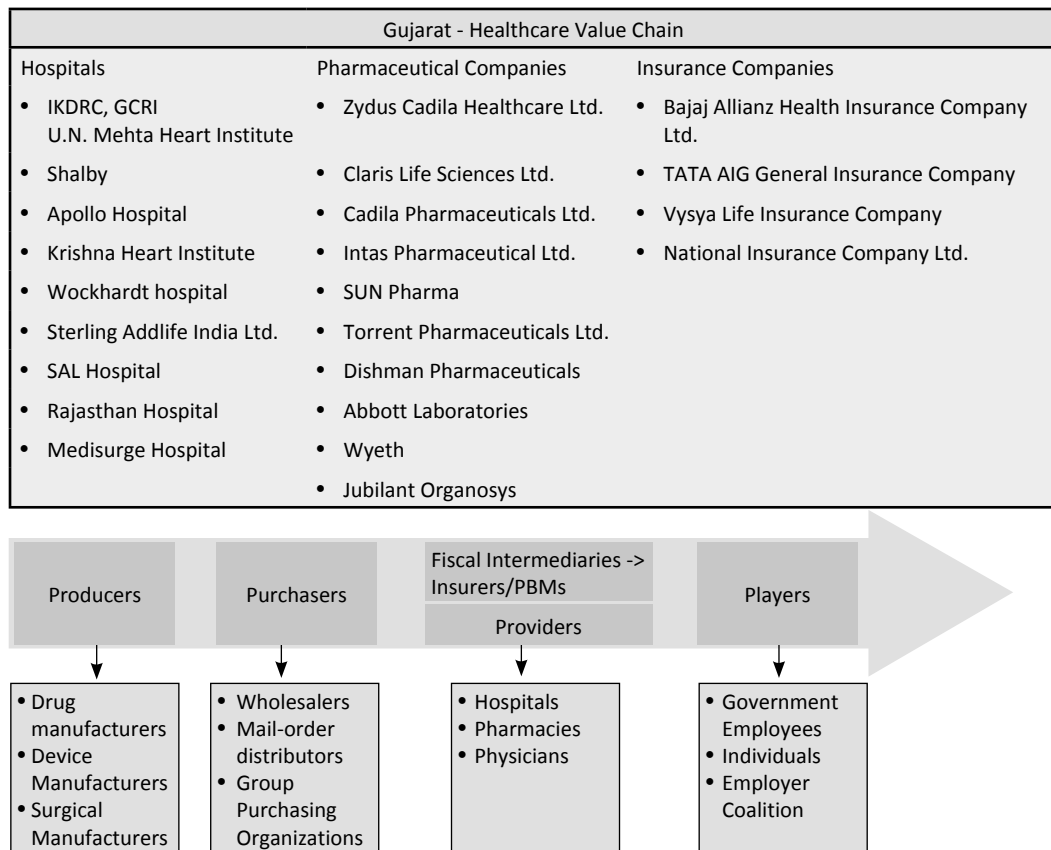 Gujarat - Healthcare Value Chain
Hospitals
• IKDRC, GCRI
U.N. Mehta Heart Institute
• Shalby
• Apollo Hospital
• Krishna Heart Institute
• Wockhardt hospital
• Sterling Addlife India Ltd.
• SAL Hospital
• Rajasthan Hospital
• Medisurge Hospital
Pharmaceutical Companies
• Zydus Cadila Healthcare Ltd.
• Claris Life Sciences Ltd.
• Cadila Pharmaceuticals Ltd.
• Intas Pharmaceutical Ltd.
• SUN Pharma
• Torrent Pharmaceuticals Ltd.
• Dishman Pharmaceuticals
• Abbott Laboratories
• Wyeth
• Jubilant Organosys
Insurance Companies
• Bajaj Allianz Health Insurance Company
Ltd.
• TATA AIG General Insurance Company
• Vysya Life Insurance Company
• National Insurance Company Ltd.
Producers
Purchasers
Fiscal Intermediaries ->
Insurers/PBMs
Providers
Players
• Drug
manufacturers
• Device
Manufacturers
• Surgical
Manufacturers
• Wholesalers
• Mail-order
distributors
• Group
Purchasing
Organizations
• Hospitals
• Pharmacies
• Physicians
• Government
Employees
• Individuals
• Employer
Coalition